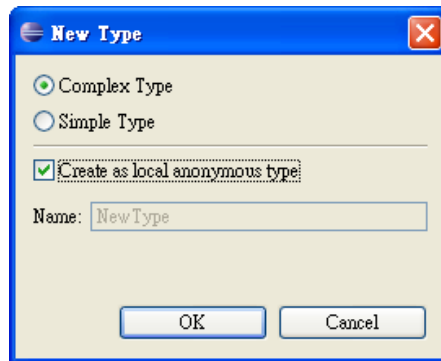 New Type
Complex Type
Simple Type
Create as local anonymous type
Name: NewType
OK Cancel